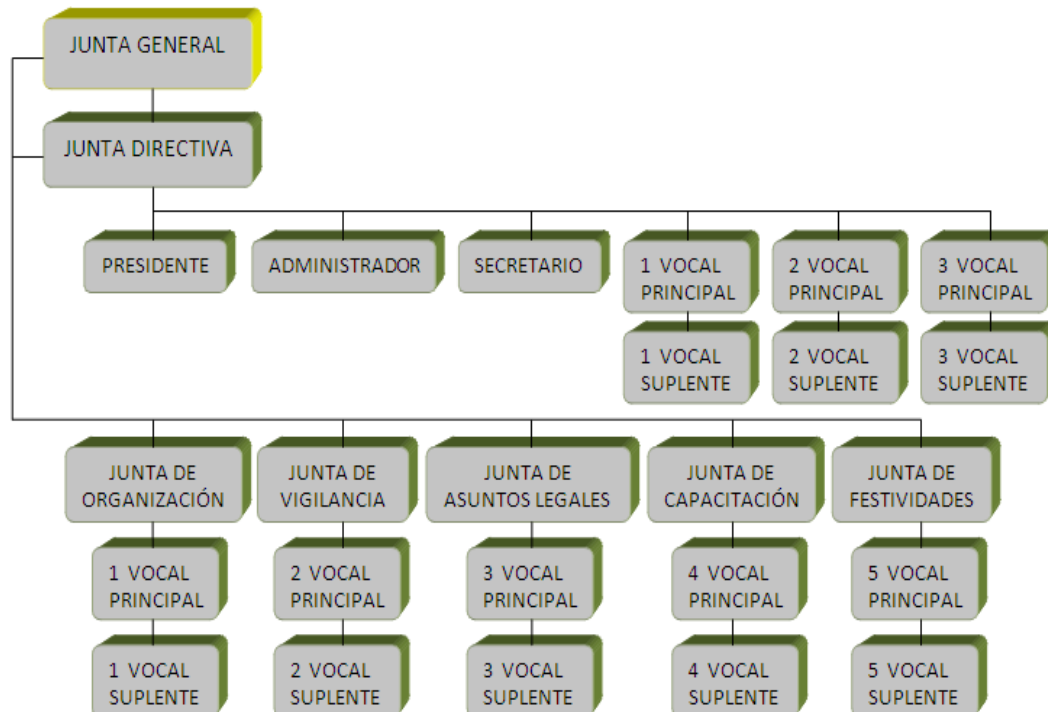 JUNTA GENERAL
JUNTA DIRECTIVA
PRESIDENTE
ADMINISTRADOR
SECRETARIO
1 VOCAL
PRINCIPAL
2 VOCAL
PRINCIPAL
3 VOCAL
PRINCIPAL
1 VOCAL
SUPLENTE
2 VOCAL
SUPLENTE
3 VOCAL
SUPLENTE
JUNTA DE
ORGANIZACIÓN
JUNTA DE
VIGILANCIA
JUNTA DE
ASUNTOS LEGALES
JUNTA DE
CAPACITACIÓN
JUNTA DE
FESTIVIDADES
1 VOCAL
PRINCIPAL
2 VOCAL
PRINCIPAL
3 VOCAL
PRINCIPAL
4 VOCAL
PRINCIPAL
5 VOCAL
PRINCIPAL
1 VOCAL
SUPLENTE
2 VOCAL
SUPLENTE
3 VOCAL
SUPLENTE
4 VOCAL
SUPLENTE
5 VOCAL
SUPLENTE